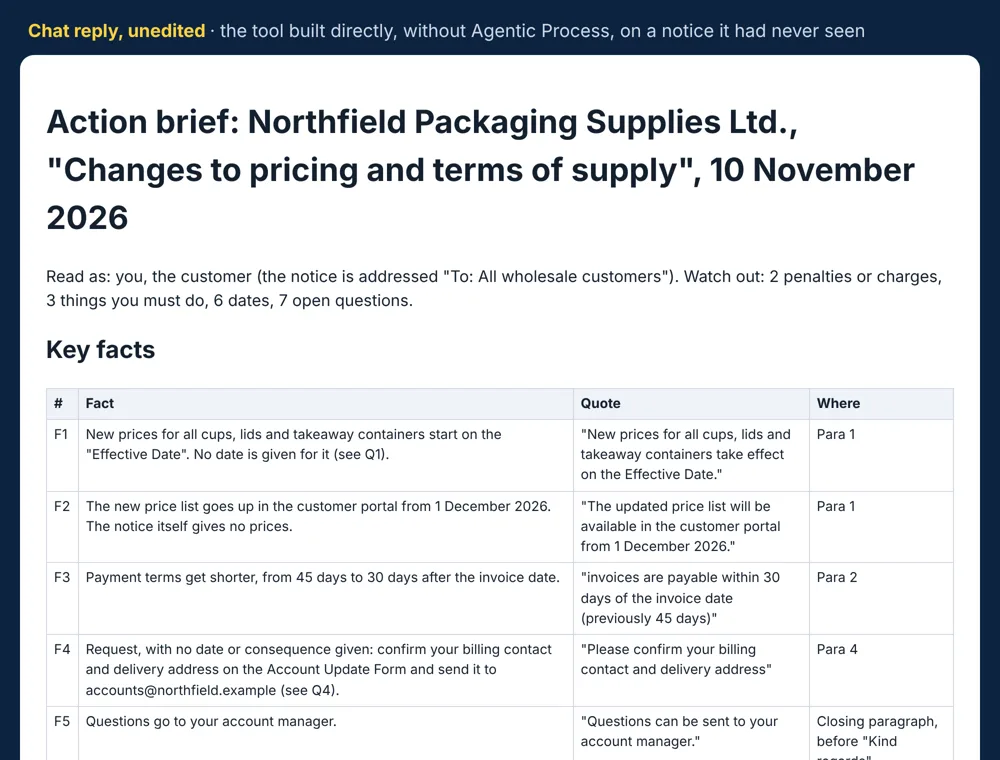 Chat reply, unedited · the tool built directly, without Agentic Process, on a notice it had never seen
Action brief: Northfield Packaging Supplies Ltd.,
"Changes to pricing and terms of supply", 10 November
2026
Read as: you, the customer (the notice is addressed "To: All wholesale customers"). Watch out: 2 penalties or charges,
3 things you must do, 6 dates, 7 open questions.
Key facts
# Fact Quote Where
F1 New prices for all cups, lids and takeaway containers start on the "New prices for all cups, lids and Para 1
"Effective Date". No date is given for it (see Q1). takeaway containers take effect
on the Effective Date."
F2 The new price list goes up in the customer portal from 1 December 2026. "The updated price list will be Para 1
The notice itself gives no prices. available in the customer portal
from 1 December 2026."
F3 Payment terms get shorter, from 45 days to 30 days after the invoice date. "invoices are payable within 30 Para 2
days of the invoice date
(previously 45 days)"
F4 Request, with no date or consequence given: confirm your billing contact "Please confirm your billing Para 4
and delivery address on the Account Update Form and send it to contact and delivery address"
accounts@northfield.example (see Q4).
F5 Questions go to your account manager. "Questions can be sent to your Closing paragraph,
account manager." before "Kind
regards"